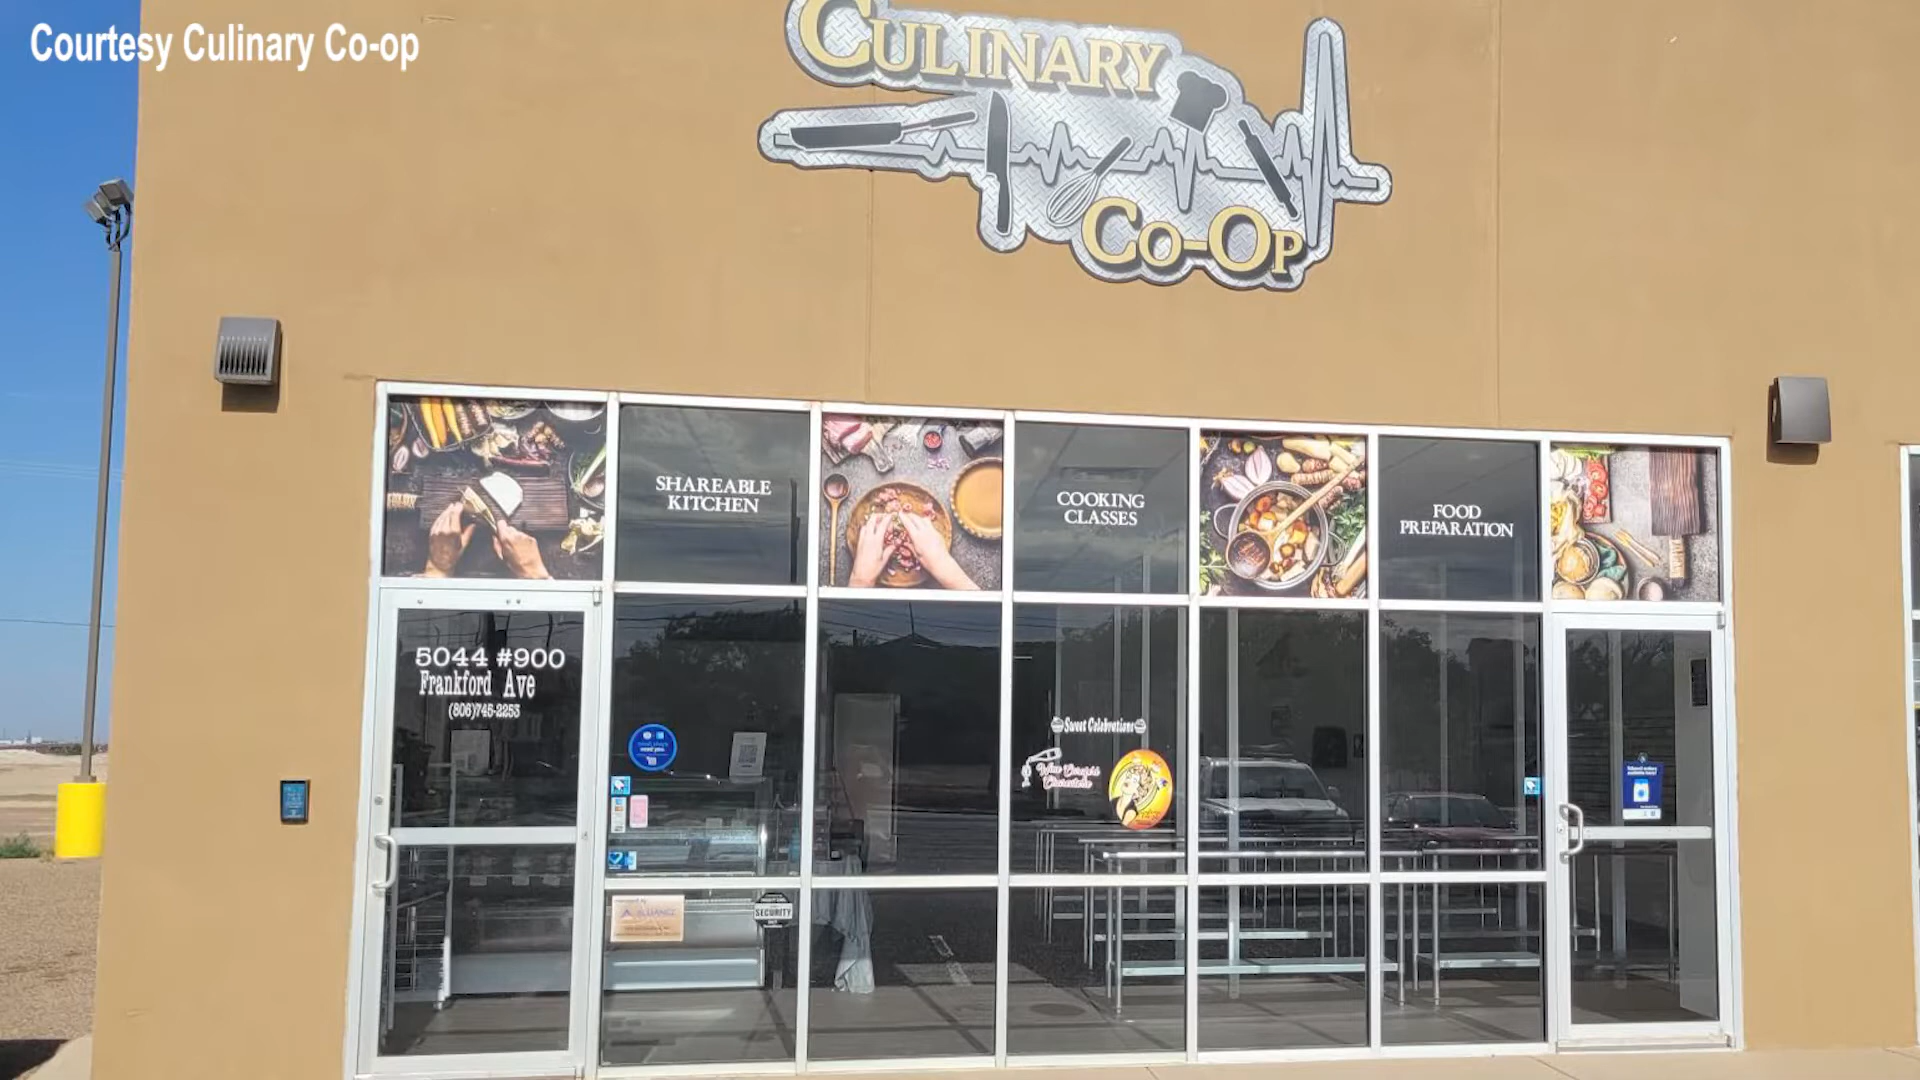 Courtesy Culinary Co-op
CULINARY
CO-OP
SHAREABLE
KITCHEN
COOKING
CLASSES
FOOD
PREPARATION
5044 #900
Frankford Ave
(806)745-2253
Sweet Celebrations
SECURITY